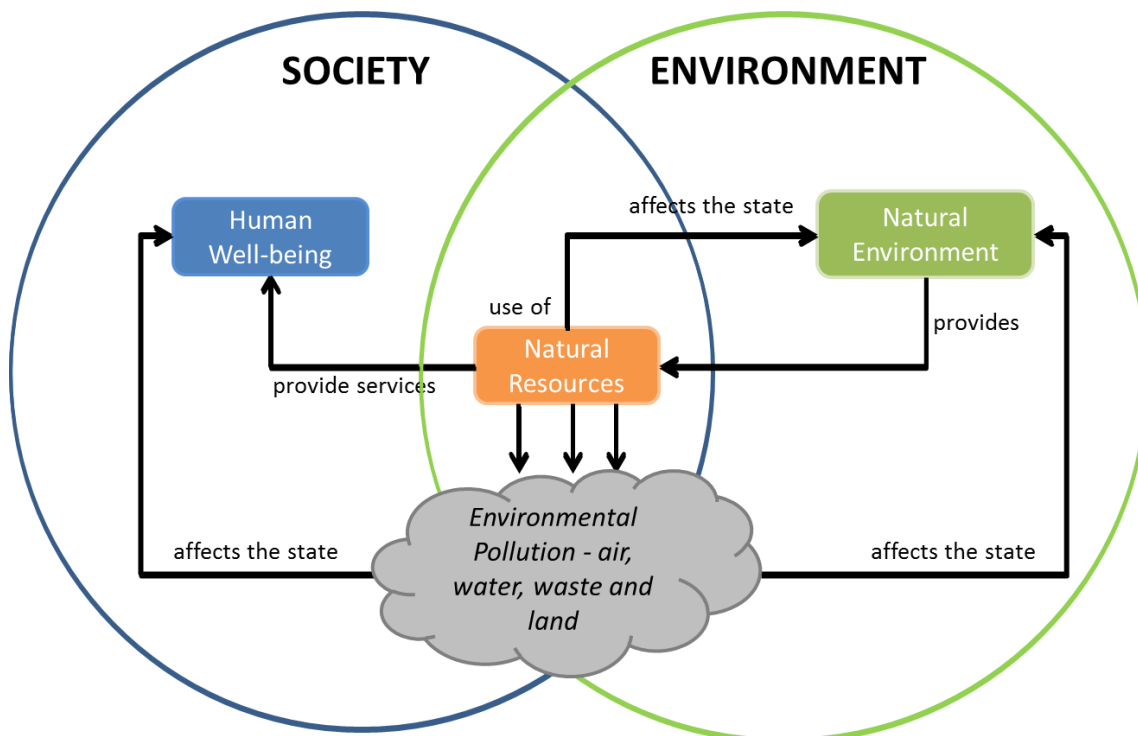 SOCIETY
ENVIRONMENT
Human
Well-being
affects the state
Natural
Environment
use of
provides
Natural
Resources
provide services
Environmental
Pollution - air,
water, waste and
land
affects the state
affects the state